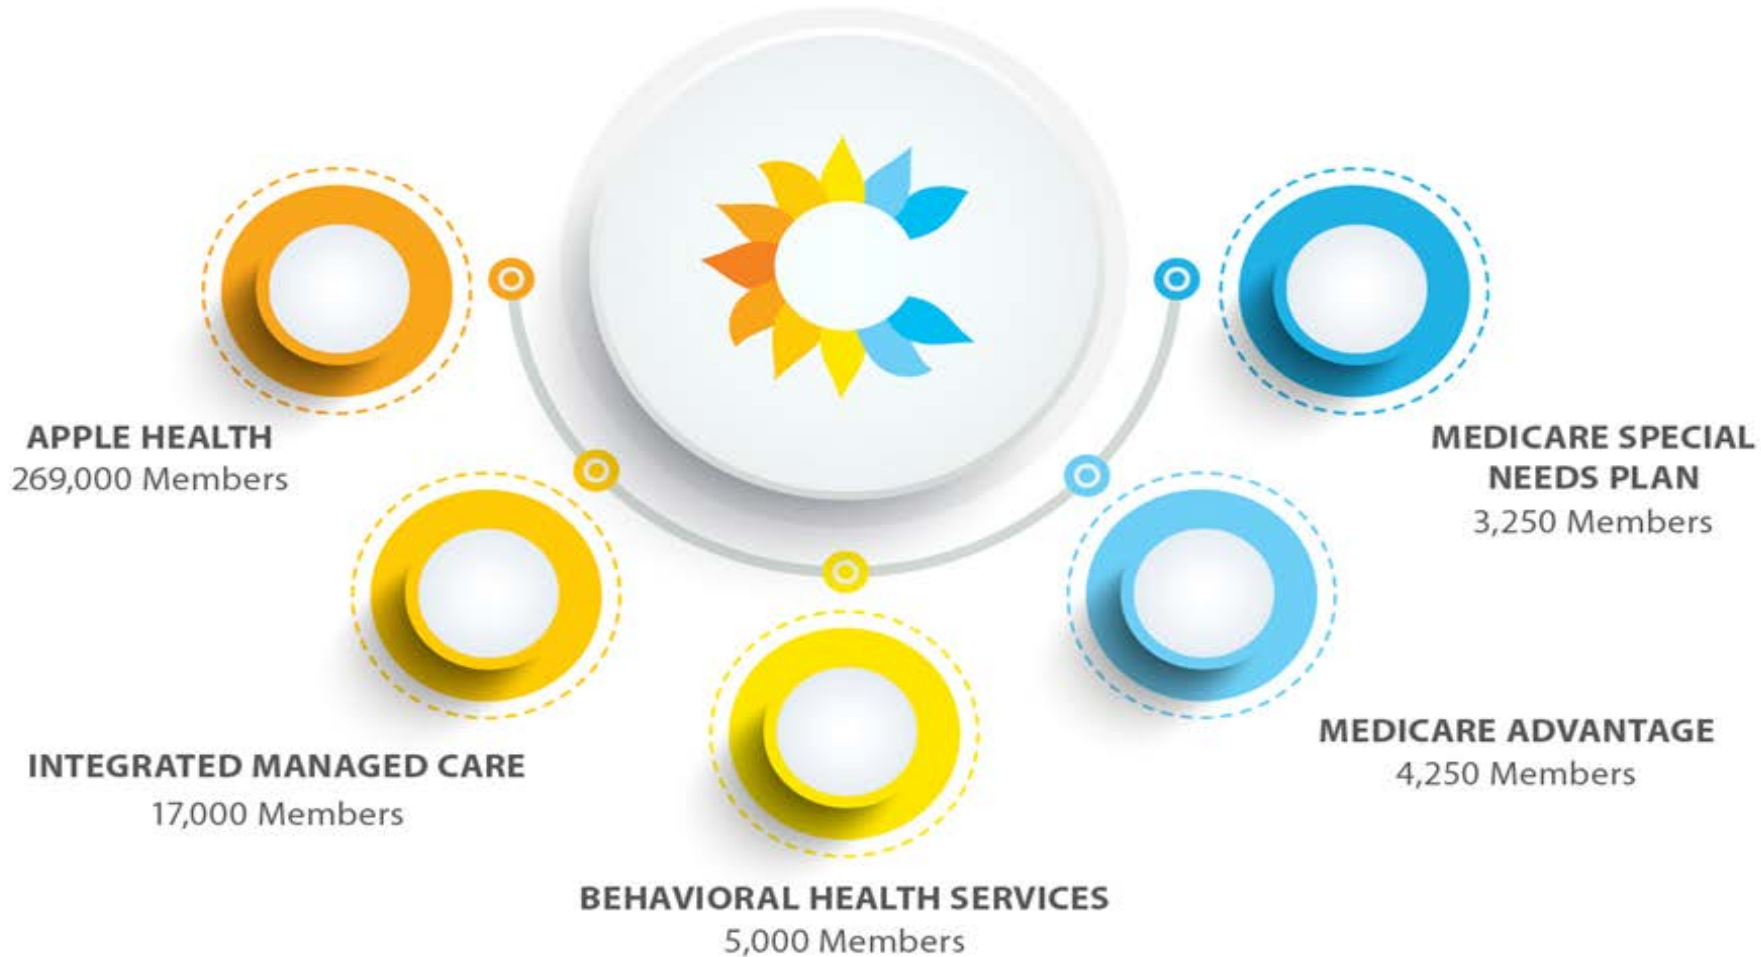 APPLE HEALTH
269,000 Members
INTEGRATED MANAGED CARE
17,000 Members
BEHAVIORAL HEALTH SERVICES
5,000 Members
MEDICARE ADVANTAGE
4,250 Members
MEDICARE SPECIAL
NEEDS PLAN
3,250 Members